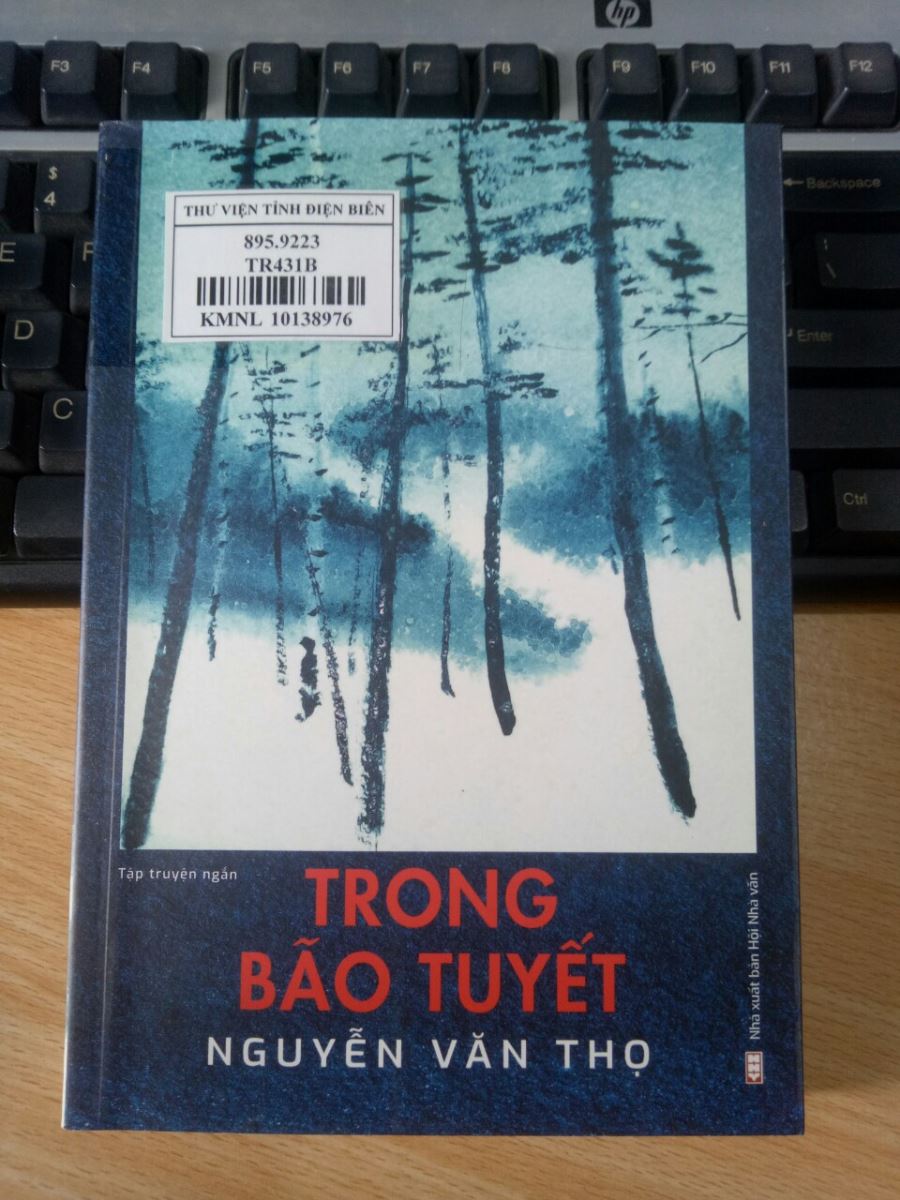 hp
F3 F4 F5 F6 F7 F8 F9 F10 F11 F12
$
4
Backspace
E
\
D
Enter
C
Ctrl
THƯ VIỆN TỈNH ĐIỆN BIÊN
895.9223
TR431B
KMNL 10138976
Tập truyện ngắn
TRONG
BÃO TUYẾT
NGUYỄN VĂN THỌ
Nhà xuất bản Hội Nhà văn